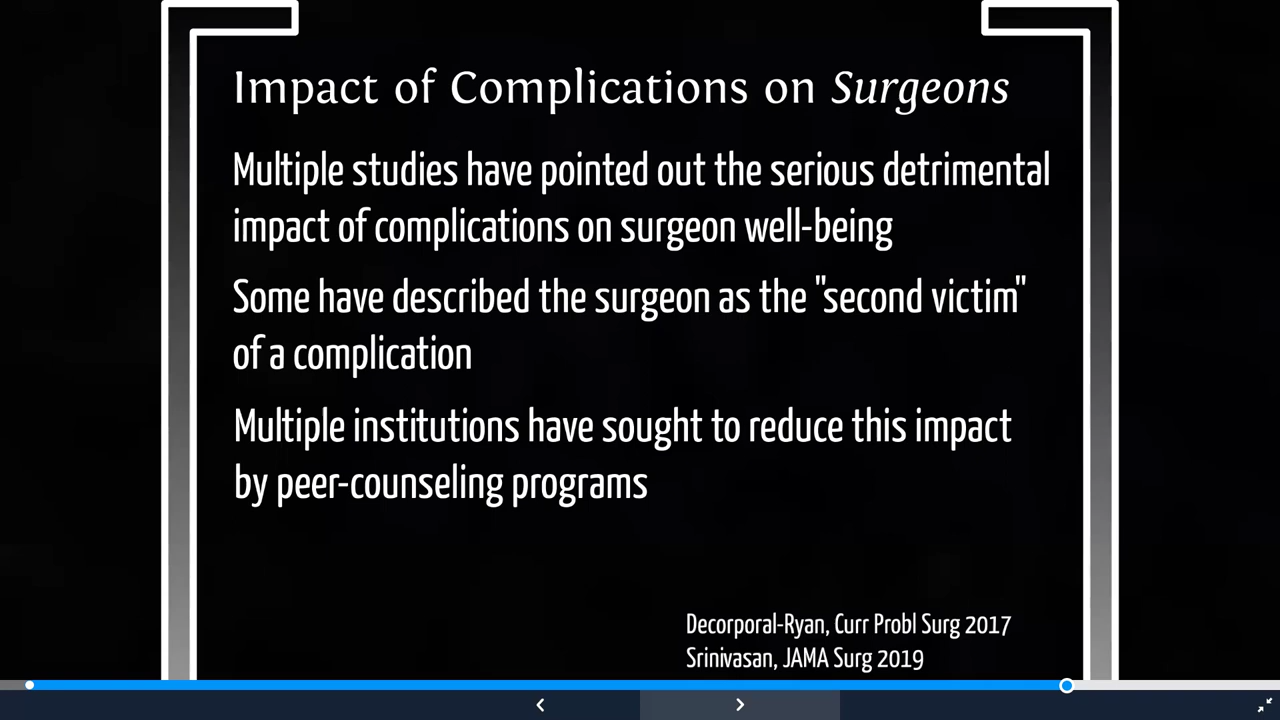 Impact of Complications on Surgeons
Multiple studies have pointed out the serious detrimental
impact of complications on surgeon well-being
Some have described the surgeon as the "second victim"
of a complication
Multiple institutions have sought to reduce this impact
by peer-counseling programs
Decorporal-Ryan, Curr Probl Surg 2017
Srinivasan, JAMA Surg 2019